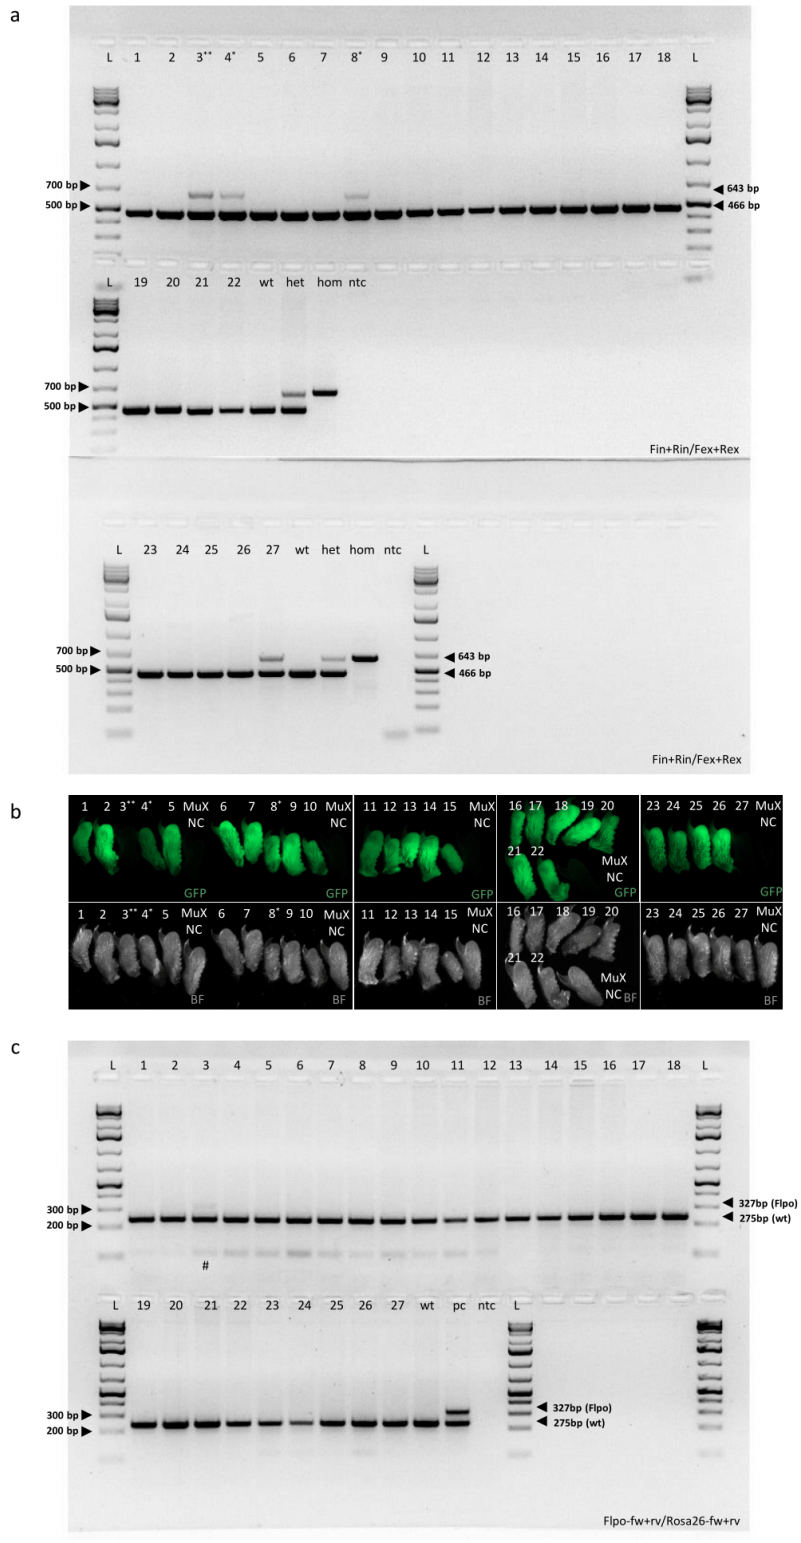 a
L 1 2 3** 4* 5 6 7 8* 9 10 11 12 13 14 15 16 17 18 L
700 bp
643 bp
500 bp
466 bp
L 19 20 21 22 wt het hom ntc
700 bp
500 bp
Fin+Rin/Fex+Rex
L 23 24 25 26 27 wt het hom ntc L
700 bp
643 bp
500 bp
466 bp
Fin+Rin/Fex+Rex
b
1 2 3** 4* 5 MuX 6 7 8* 9 10 MuX 11 12 13 14 15 MuX 16 17 18 19 20 23 24 25 26 27 MuX
NC NC NC NC
21 22 MuX
NC
GFP GFP GFP GFP GFP
1 2 3** 4* 5 MuX 6 7 8* 9 10 MuX 11 12 13 14 15 MuX 16 17 18 19 20 23 24 25 26 27 MuX
NC NC NC NC
21 22 MuX
NC
BF BF BF BF BF
c
L 1 2 3 4 5 6 7 8 9 10 11 12 13 14 15 16 17 18 L
300 bp
327bp (Flpo)
200 bp
275bp (wt)
#
L 19 20 21 22 23 24 25 26 27 wt pc ntc L
300 bp
327bp (Flpo)
200 bp
275bp (wt)
Flpo-fw+rv/Rosa26-fw+rv